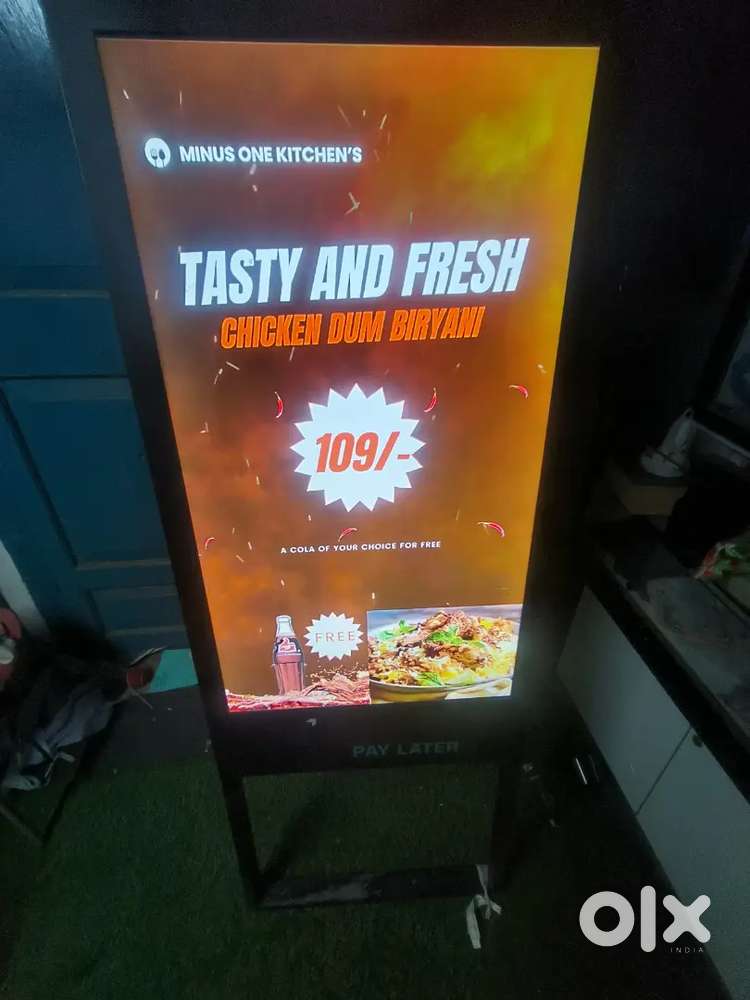 MINUS ONE KITCHEN'S
TASTY AND FRESH
CHICKEN DUM BIRYANI
109/-
A COLA OF YOUR CHOICE FOR FREE
FREE
PAY LATER
olx
INDIA